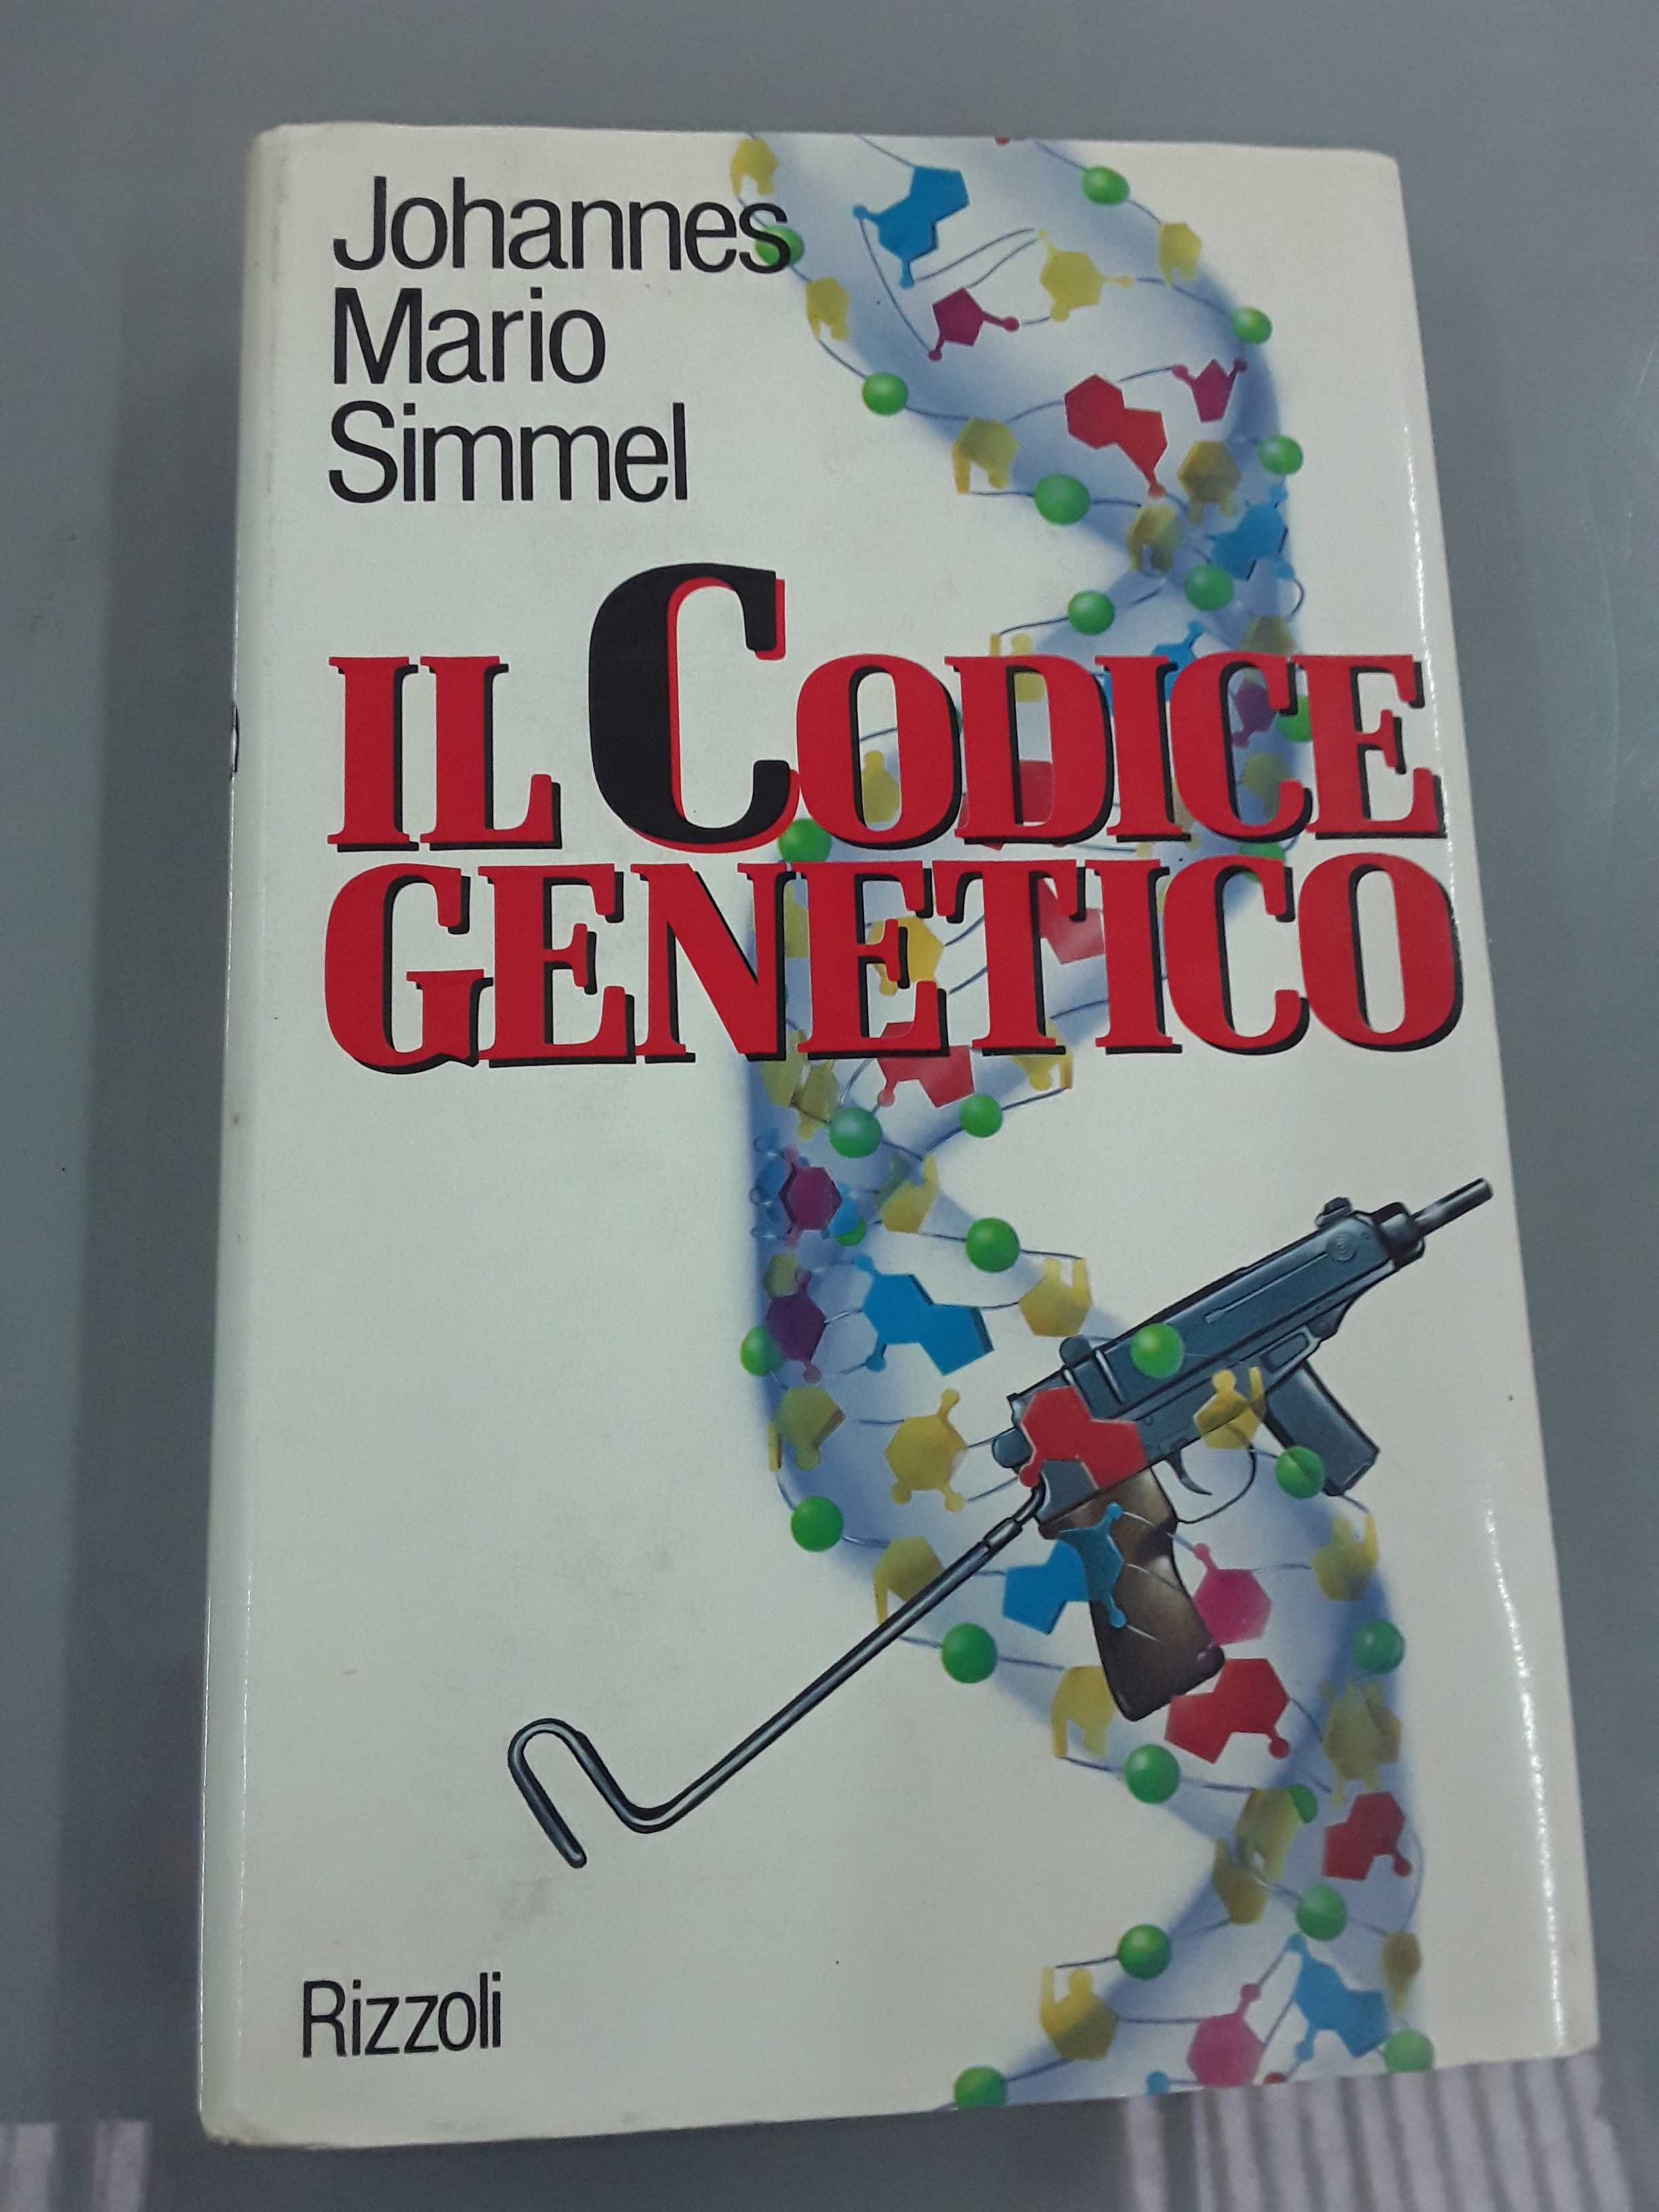 Johannes
Mario
Simmel
IL CODICE
GENETICO
Rizzoli